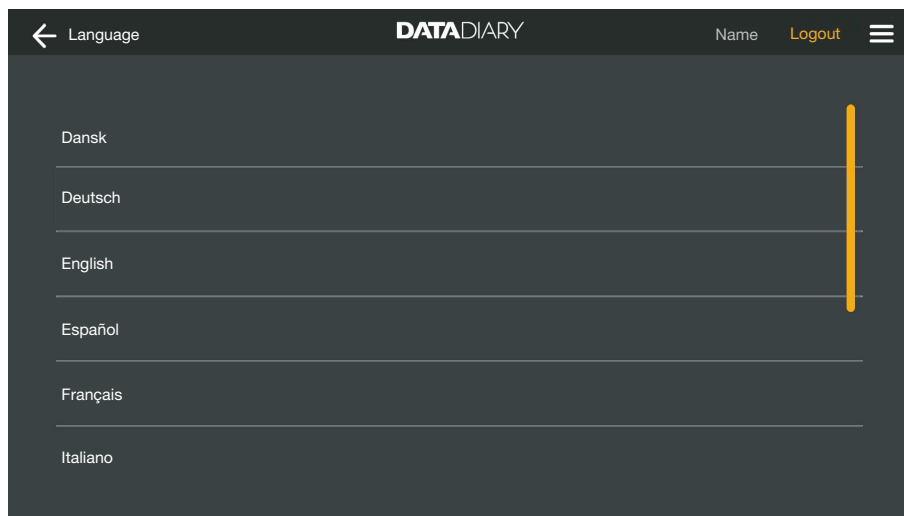 Language
DATADIARY
Name
Logout
Dansk
Deutsch
English
Español
Français
Italiano